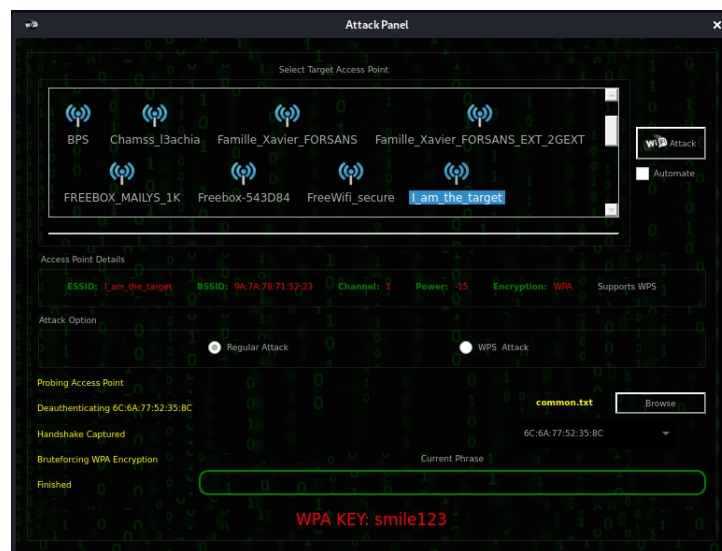 Attack Panel
Select Target Access Point
BPS Chamss_l3achia Famille_Xavier_FORSANS Famille_Xavier_FORSANS_EXT_2GEXT
FREEBOX_MAILYS_1K Freebox-543D84 FreeWifi_secure I_am_the_target
WiFi Attack
Automate
Access Point Details
ESSID: I_am_the_target BSSID: 9A:7A:78:71:52:23 Channel: 1 Power: -15 Encryption: WPA Supports WPS
Attack Option
Regular Attack WPS Attack
Probing Access Point
Deauthenticating 6C:6A:77:52:35:8C common.txt Browse
Handshake Captured 6C:6A:77:52:35:8C
Bruteforcing WPA Encryption Current Phrase
Finished
WPA KEY: smile123